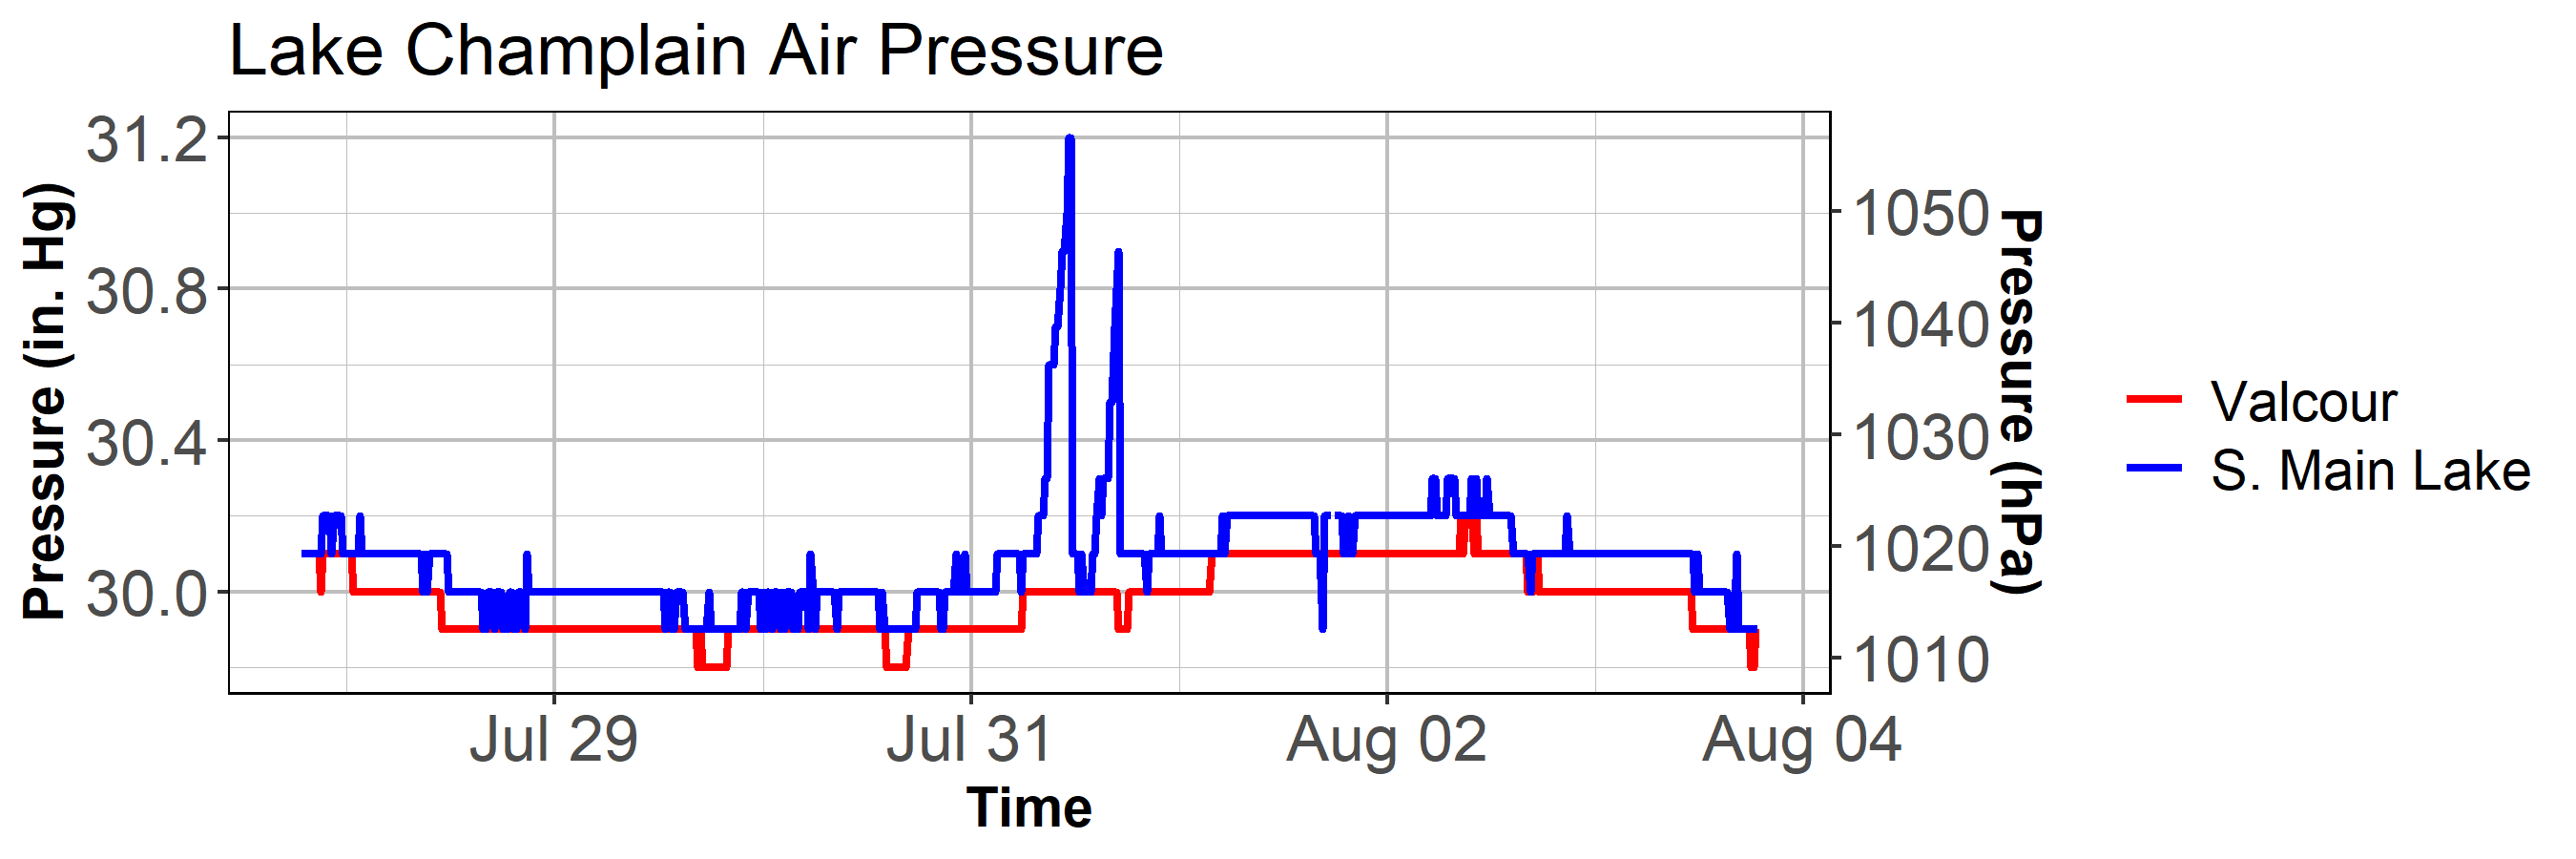 Lake Champlain Air Pressure
Pressure (in. Hg)
31.2
30.8
30.4
30.0
1050
1040
1030
1020
1010
Pressure (hPa)
Jul 29
Jul 31
Aug 02
Aug 04
Time
Valcour
S. Main Lake